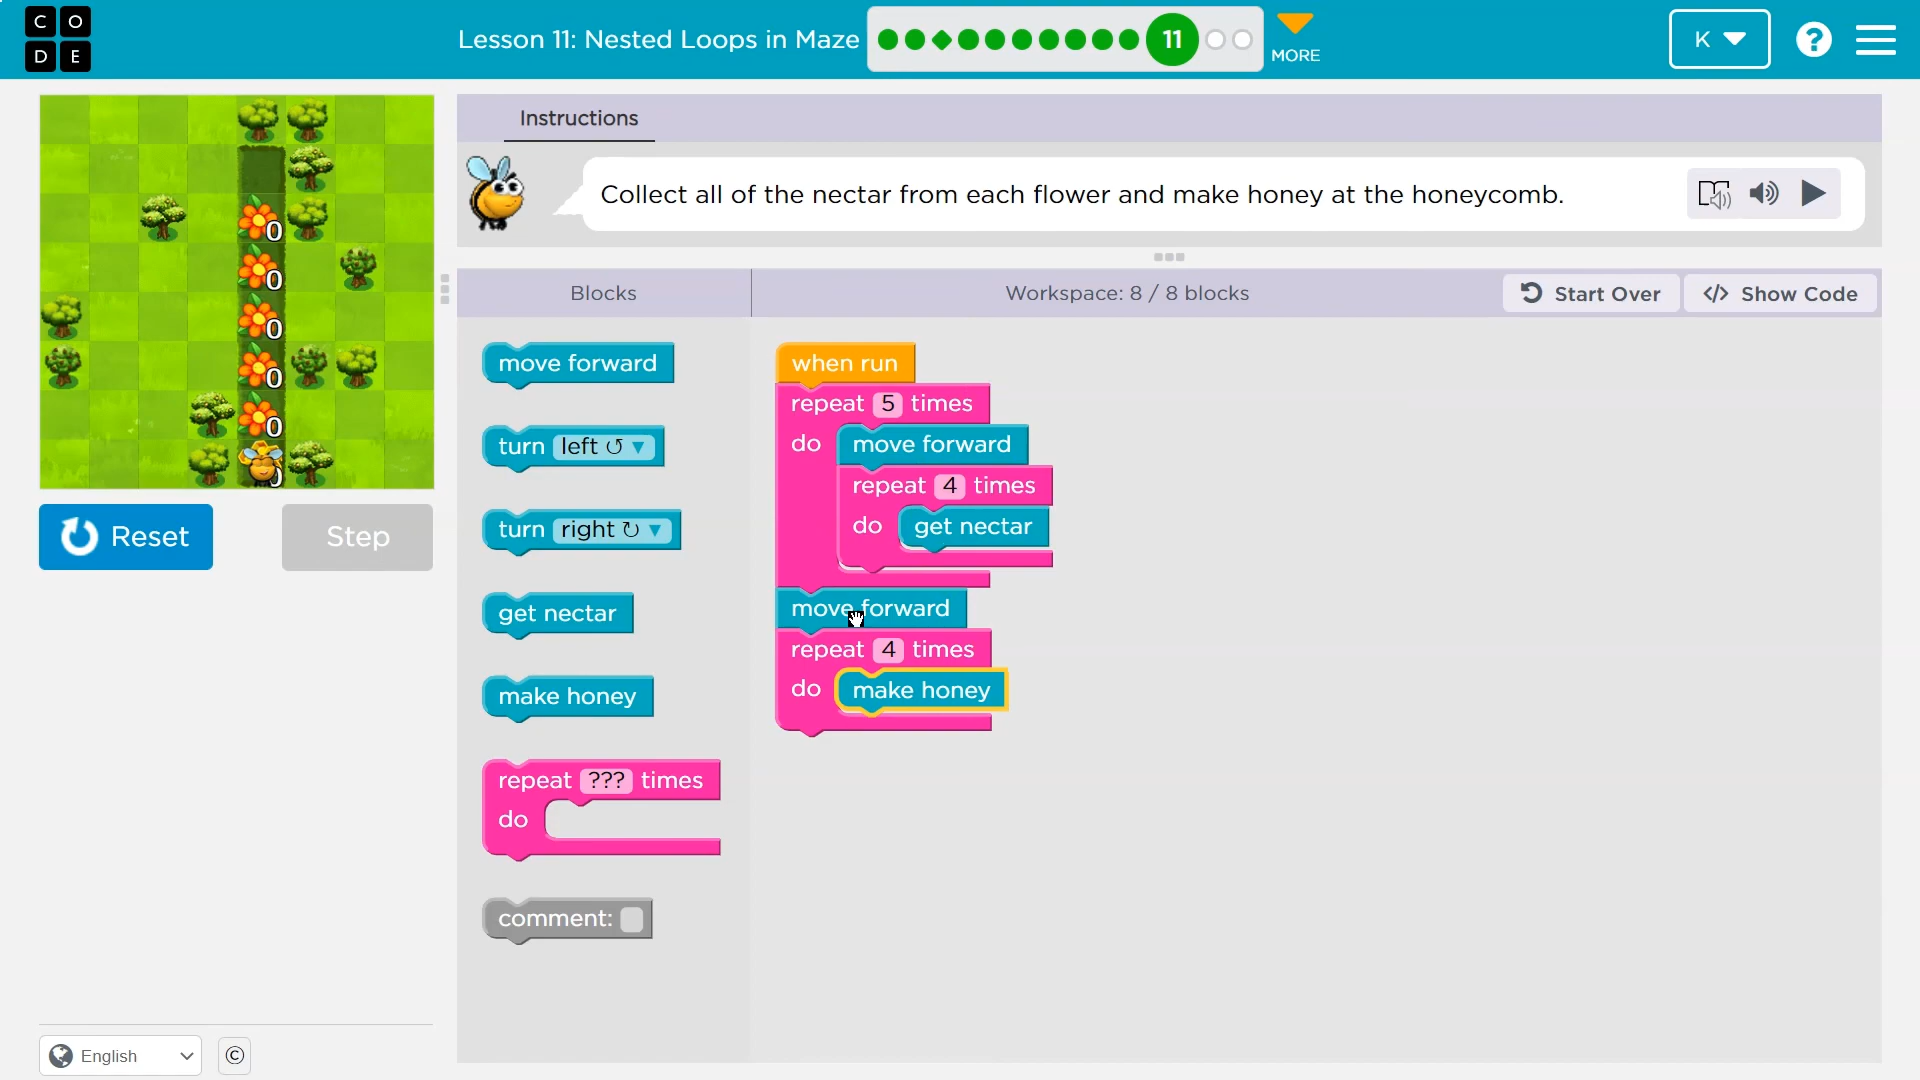 C O
D E
Lesson 11: Nested Loops in Maze
11
MORE
K
?
Instructions
Collect all of the nectar from each flower and make honey at the honeycomb.
Blocks
Workspace: 8 / 8 blocks
Start Over
</> Show Code
0
0
0
0
0
Reset
Step
move forward
turn left ↺ ▼
turn right ↻ ▼
get nectar
make honey
repeat ??? times
do
comment:
when run
repeat 5 times
do move forward
repeat 4 times
do get nectar
move forward
repeat 4 times
do make honey
English
©